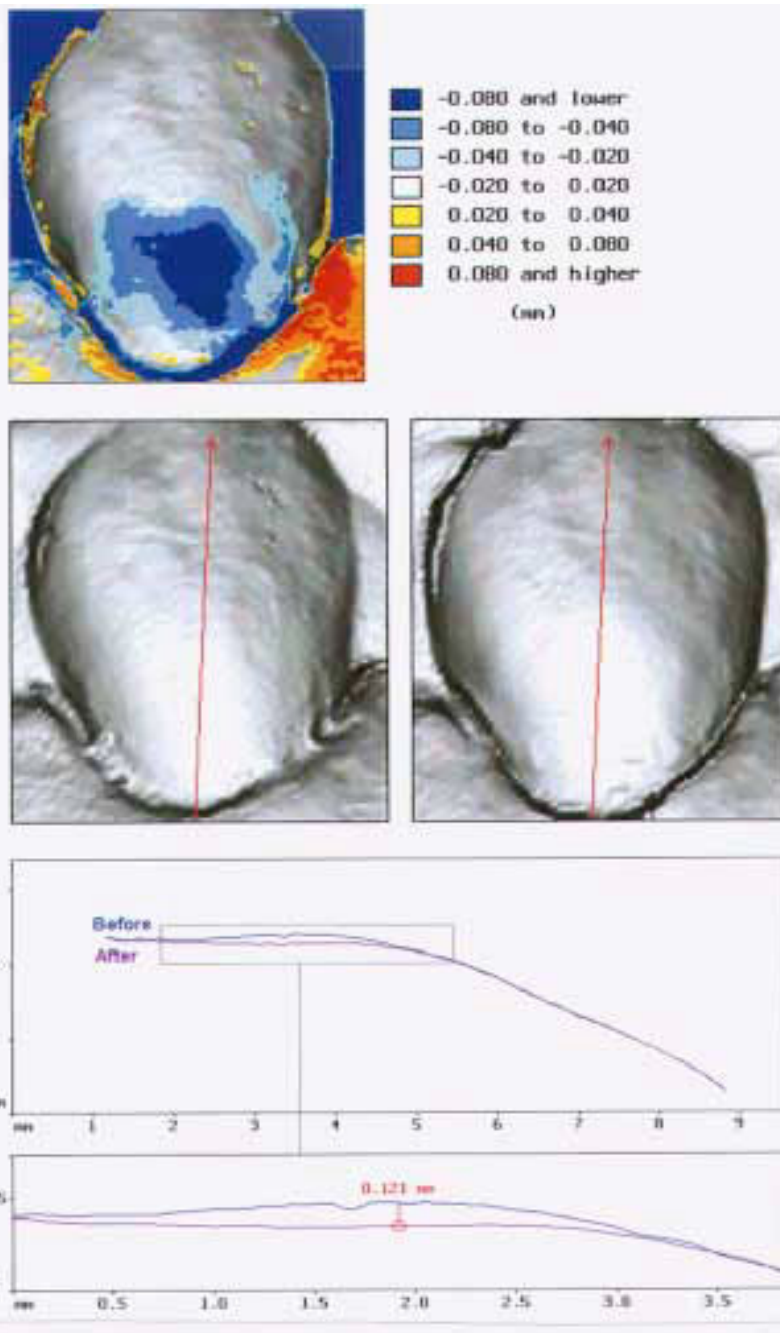 -0.080 and lower
-0.080 to -0.040
-0.040 to -0.020
-0.020 to 0.020
0.020 to 0.040
0.040 to 0.080
0.080 and higher
(mm)
Before
After
mm 1 2 3 4 5 6 7 8 9
0.121 mm
mm 0.5 1.0 1.5 2.0 2.5 3.0 3.5